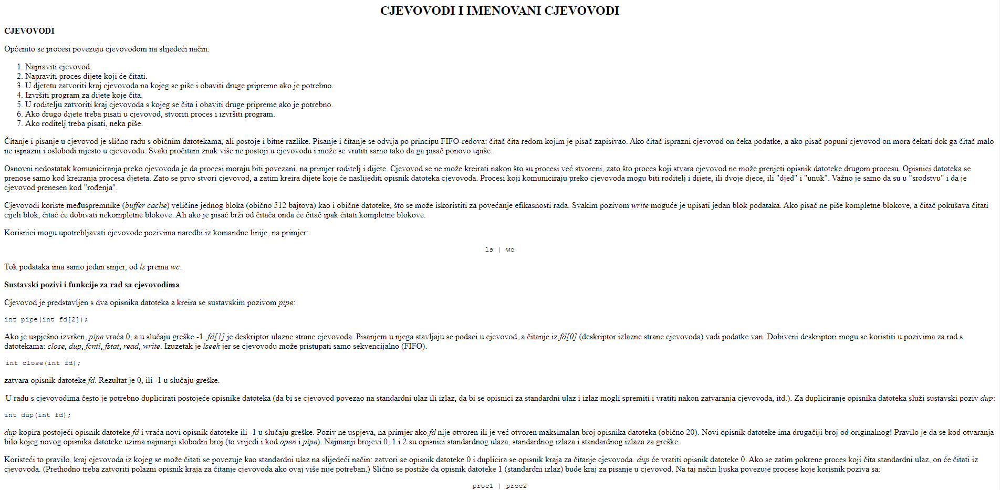 CJEVOVODI I IMENOVANI CJEVOVODI
CJEVOVODI
Općenito se procesi povezuju cjevovodom na slijedeći način:
1. Napraviti cjevovod.
2. Napraviti proces dijete koji će čitati.
3. U djetetu zatvoriti kraj cjevovoda na kojeg se piše i obaviti druge pripreme ako je potrebno.
4. Izvršiti program za dijete koje čita.
5. U roditelju zatvoriti kraj cjevovoda s kojeg se čita i obaviti druge pripreme ako je potrebno.
6. Ako drugo dijete treba pisati u cjevovod, stvoriti proces i izvršiti program.
7. Ako roditelj treba pisati, neka piše.
Čitanje i pisanje u cjevovod je slično radu s običnim datotekama, ali postoje i bitne razlike. Pisanje i čitanje se odvija po principu FIFO-redova: čitač čita redom kojim je pisač zapisivao. Ako čitač isprazni cjevovod on čeka podatke, a ako pisač popuni cjevovod on mora čekati dok ga čitač malo
ne isprazni i oslobodi mjesto u cjevovodu. Svaki pročitani znak više ne postoji u cjevovodu i može se vratiti samo tako da ga pisač ponovo upiše.
Osnovni nedostatak komuniciranja preko cjevovoda je da procesi moraju biti povezani, na primjer roditelj i dijete. Cjevovod se ne može kreirati nakon što su procesi već stvoreni, zato što proces koji stvara cjevovod ne može prenjeti opisnik datoteke drugom procesu. Opisnici datoteka se
prenose samo kod kreiranja procesa djeteta. Zato se prvo stvori cjevovod, a zatim kreira dijete koje će naslijediti opisnik datoteka cjevovoda. Procesi koji komuniciraju preko cjevovoda mogu biti roditelj i dijete, ili dvoje djece, ili "djed" i "unuk". Važno je samo da su u "srodstvu" i da je
cjevovod prenesen kod "rođenja".
Cjevovodi koriste međuspremnike (buffer cache) veličine jednog bloka (obično 512 bajtova) kao i obične datoteke, što se može iskoristiti za povećanje efikasnosti rada. Svakim pozivom write moguće je upisati jedan blok podataka. Ako pisač ne piše kompletne blokove, a čitač pokušava čitati
cijeli blok, čitač će dobivati nekompletne blokove. Ali ako je pisač brži od čitača onda će čitač ipak čitati kompletne blokove.
Korisnici mogu upotrebljavati cjevovode pozivima naredbi iz komandne linije, na primjer:
ls | wc
Tok podataka ima samo jedan smjer, od ls prema wc.
Sustavski pozivi i funkcije za rad sa cjevovodima
Cjevovod je predstavljen s dva opisnika datoteka a kreira se sustavskim pozivom pipe:
int pipe(int fd[2]);
Ako je uspješno izvršen, pipe vraća 0, a u slučaju greške -1. fd[1] je deskriptor ulazne strane cjevovoda. Pisanjem u njega stavljaju se podaci u cjevovod, a čitanje iz fd[0] (deskriptor izlazne strane cjevovoda) vadi podatke van. Dobiveni deskriptori mogu se koristiti u pozivima za rad s
datotekama: close, dup, fcntl, fstat, read, write. Izuzetak je lseek jer se cjevovodu može pristupati samo sekvencijalno (FIFO).
int close(int fd);
zatvara opisnik datoteke fd. Rezultat je 0, ili -1 u slučaju greške.
U radu s cjevovodima često je potrebno duplicirati postojeće opisnike datoteka (da bi se cjevovod povezao na standardni ulaz ili izlaz, da bi se opisnici za standardni ulaz i izlaz mogli spremiti i vratiti nakon zatvaranja cjevovoda, itd.). Za dupliciranje opisnika datoteka služi sustavski poziv dup:
int dup(int fd);
dup kopira postojeći opisnik datoteke fd i vraća novi opisnik datoteke ili -1 u slučaju greške. Poziv ne uspjeva, na primjer ako fd nije otvoren ili je već otvoren maksimalan broj opisnika datoteka (obično 20). Novi opisnik datoteke ima drugačiji broj od originalnog! Pravilo je da se kod otvaranja
bilo kojeg novog opisnika datoteke uzima najmanji slobodni broj (to vrijedi i kod open i pipe). Najmanji brojevi 0, 1 i 2 su opisnici standardnog ulaza, standardnog izlaza i standardnog izlaza za greške.
Koristeći to pravilo, kraj cjevovoda iz kojeg se može čitati se povezuje kao standardni ulaz na slijedeći način: zatvori se opisnik datoteke 0 i duplicira se opisnik kraja za čitanje cjevovoda. dup će vratiti opisnik datoteke 0. Ako se zatim pokrene proces koji čita standardni ulaz, on će čitati iz
cjevovoda. (Prethodno treba zatvoriti polazni opisnik kraja za čitanje cjevovoda ako ovaj više nije potreban.) Slično se postiže da opisnik datoteke 1 (standardni izlaz) bude kraj za pisanje u cjevovod. Na taj način ljuska povezuje procese koje korisnik poziva sa:
proc1 | proc2